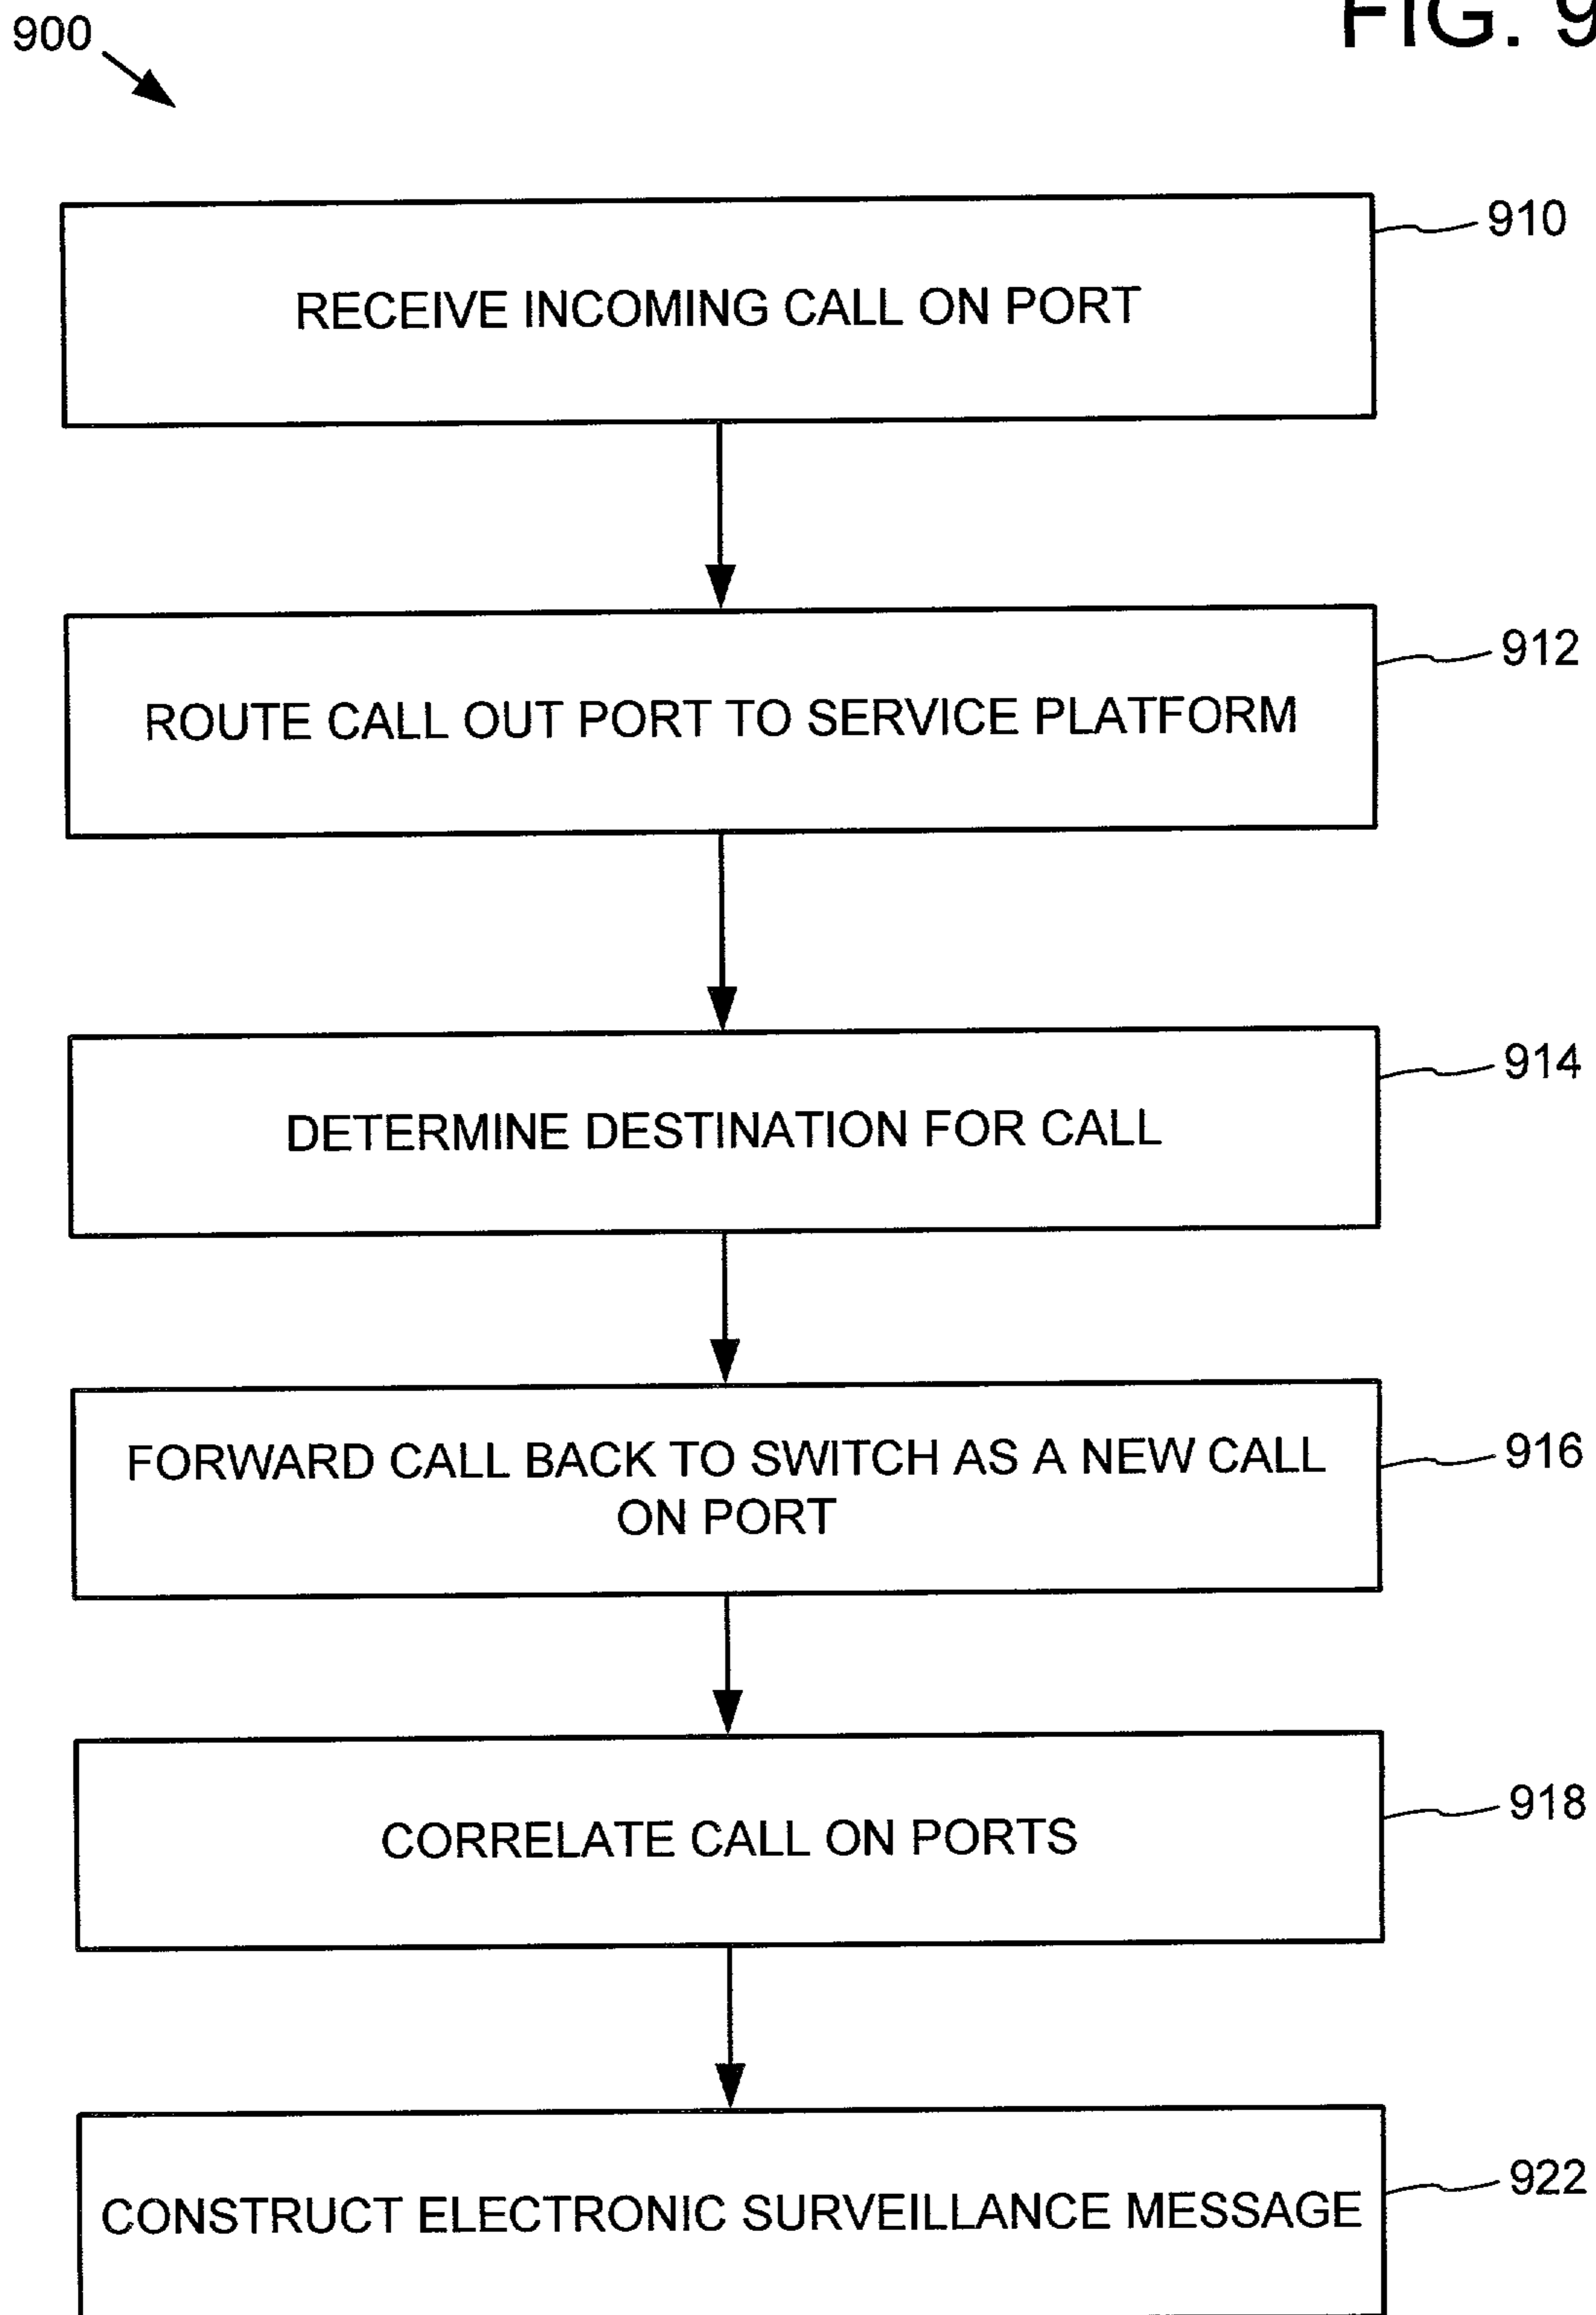 FIG. 9
900
RECEIVE INCOMING CALL ON PORT
910
ROUTE CALL OUT PORT TO SERVICE PLATFORM
912
DETERMINE DESTINATION FOR CALL
914
FORWARD CALL BACK TO SWITCH AS A NEW CALL
ON PORT
916
CORRELATE CALL ON PORTS
918
CONSTRUCT ELECTRONIC SURVEILLANCE MESSAGE
922